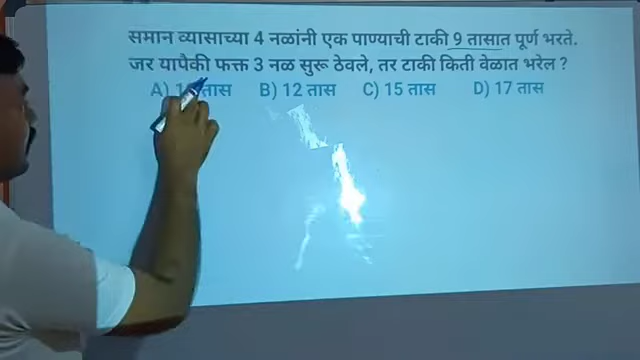 समान व्यासाच्या 4 नळांनी एक पाण्याची टाकी 9 तासात पूर्ण भरते.
जर यापैकी फक्त 3 नळ सुरू ठेवले, तर टाकी किती वेळात भरेल ?
A) तास B) 12 तास C) 15 तास D) 17 तास